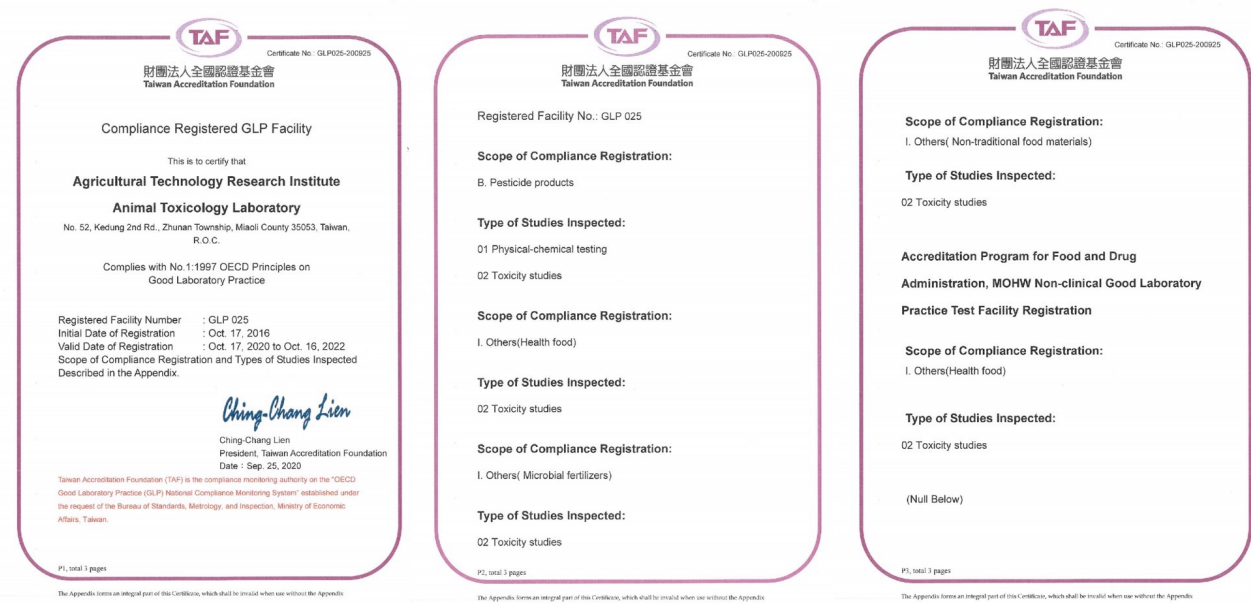 TAF
Certificate No.: GLP025-200925
財團法人全國認證基金會
Taiwan Accreditation Foundation
Compliance Registered GLP Facility
This is to certify that
Agricultural Technology Research Institute
Animal Toxicology Laboratory
No. 52, Kedung 2nd Rd., Zhunan Township, Miaoli County 35053, Taiwan,
R.O.C.
Complies with No.1:1997 OECD Principles on
Good Laboratory Practice
Registered Facility Number : GLP 025
Initial Date of Registration : Oct. 17, 2016
Valid Date of Registration : Oct. 17, 2020 to Oct. 16, 2022
Scope of Compliance Registration and Types of Studies Inspected
Described in the Appendix.
Ching-Chang Lien
Ching-Chang Lien
President, Taiwan Accreditation Foundation
Date : Sep. 25, 2020
Taiwan Accreditation Foundation (TAF) is the compliance monitoring authority on the "OECD
Good Laboratory Practice (GLP) National Compliance Monitoring System" established under
the request of the Bureau of Standards, Metrology, and Inspection, Ministry of Economic
Affairs, Taiwan.
P1, total 3 pages
The Appendix forms an integral part of this Certificate, which shall be invalid when use without the Appendix
TAF
Certificate No.: GLP025-200925
財團法人全國認證基金會
Taiwan Accreditation Foundation
Registered Facility No.: GLP 025
Scope of Compliance Registration:
B. Pesticide products
Type of Studies Inspected:
01 Physical-chemical testing
02 Toxicity studies
Scope of Compliance Registration:
I. Others(Health food)
Type of Studies Inspected:
02 Toxicity studies
Scope of Compliance Registration:
I. Others( Microbial fertilizers)
Type of Studies Inspected:
02 Toxicity studies
P2, total 3 pages
The Appendix forms an integral part of this Certificate, which shall be invalid when use without the Appendix
TAF
Certificate No.: GLP025-200925
財團法人全國認證基金會
Taiwan Accreditation Foundation
Scope of Compliance Registration:
I. Others( Non-traditional food materials)
Type of Studies Inspected:
02 Toxicity studies
Accreditation Program for Food and Drug
Administration, MOHW Non-clinical Good Laboratory
Practice Test Facility Registration
Scope of Compliance Registration:
I. Others(Health food)
Type of Studies Inspected:
02 Toxicity studies
(Null Below)
P3, total 3 pages
The Appendix forms an integral part of this Certificate, which shall be invalid when use without the Appendix